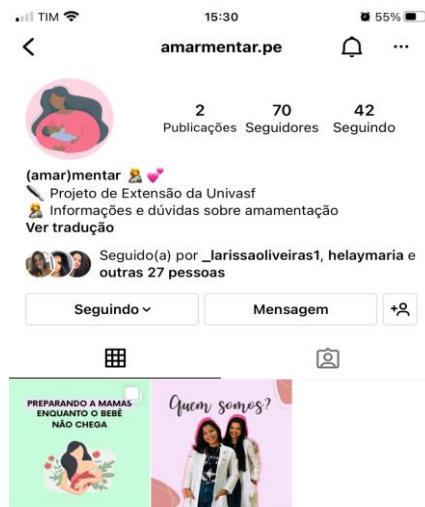 TIM 15:30 55%
amarmentar.pe
2 70 42
Publicações Seguidores Seguindo
(amar)mentar
Projeto de Extensão da Univasf
Informações e dúvidas sobre amamentação
Ver tradução
Seguido(a) por _larissaoliveiras1, helaymaria e
outras 27 pessoas
Seguindo Mensagem
PREPARANDO A MAMAS
ENQUANTO O BEBÊ
NÃO CHEGA
Quem somos?